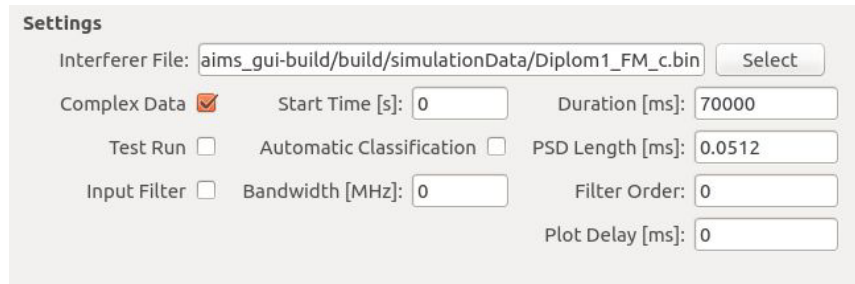 Settings
Interferer File: aims_gui-build/build/simulationData/Diplom1_FM_c.bin Select
Complex Data Start Time [s]: 0 Duration [ms]: 70000
Test Run Automatic Classification PSD Length [ms]: 0.0512
Input Filter Bandwidth [MHz]: 0 Filter Order: 0
Plot Delay [ms]: 0